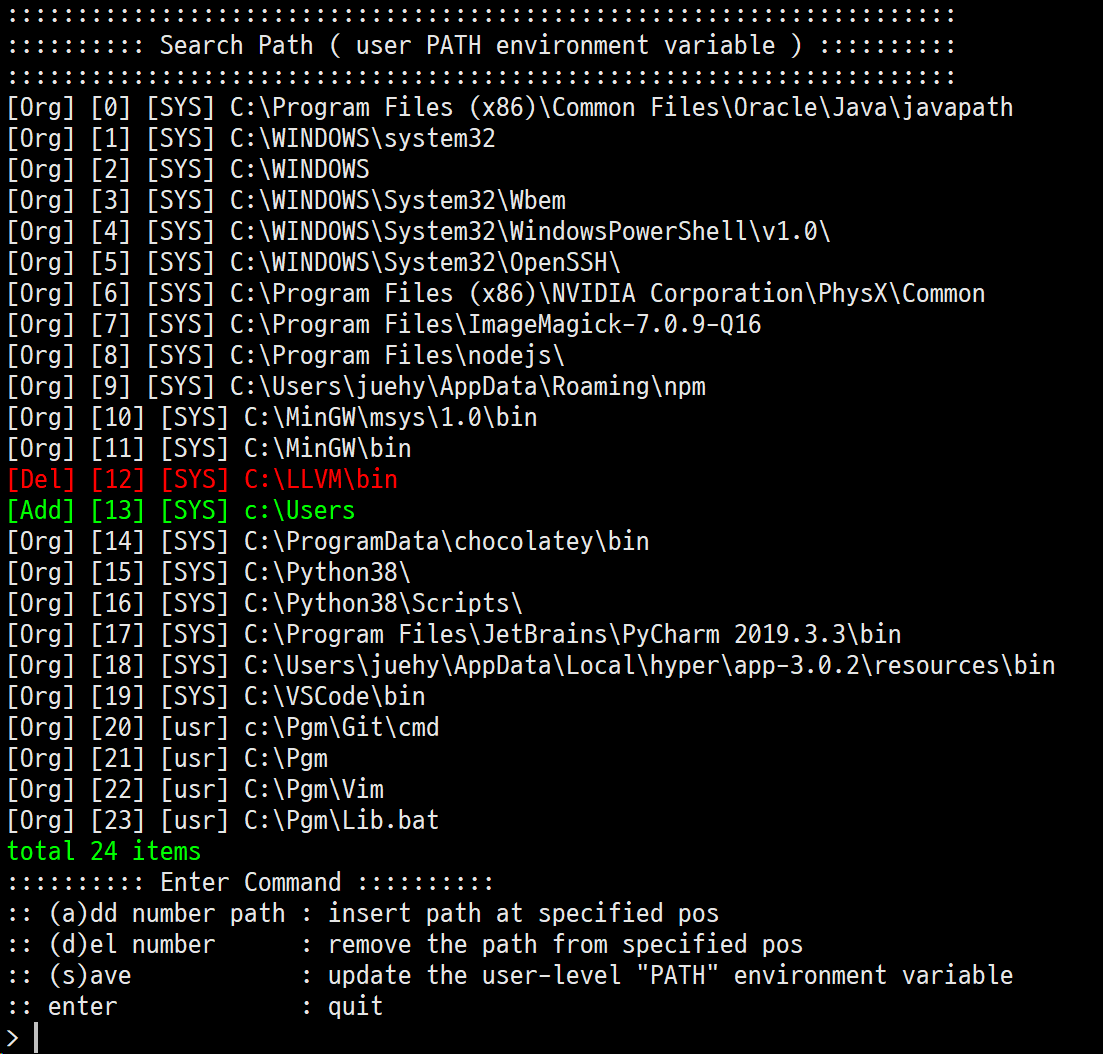 ::::::::::::::::::::::::::::::::::::::::::::::::::::::::::::::::::::
:::::::::: Search Path ( user PATH environment variable ) ::::::::::
::::::::::::::::::::::::::::::::::::::::::::::::::::::::::::::::::::
[Org] [0] [SYS] C:\Program Files (x86)\Common Files\Oracle\Java\javapath
[Org] [1] [SYS] C:\WINDOWS\system32
[Org] [2] [SYS] C:\WINDOWS
[Org] [3] [SYS] C:\WINDOWS\System32\Wbem
[Org] [4] [SYS] C:\WINDOWS\System32\WindowsPowerShell\v1.0\
[Org] [5] [SYS] C:\WINDOWS\System32\OpenSSH\
[Org] [6] [SYS] C:\Program Files (x86)\NVIDIA Corporation\PhysX\Common
[Org] [7] [SYS] C:\Program Files\ImageMagick-7.0.9-Q16
[Org] [8] [SYS] C:\Program Files\nodejs\
[Org] [9] [SYS] C:\Users\juehy\AppData\Roaming\npm
[Org] [10] [SYS] C:\MinGW\msys\1.0\bin
[Org] [11] [SYS] C:\MinGW\bin
[Del] [12] [SYS] C:\LLVM\bin
[Add] [13] [SYS] c:\Users
[Org] [14] [SYS] C:\ProgramData\chocolatey\bin
[Org] [15] [SYS] C:\Python38\
[Org] [16] [SYS] C:\Python38\Scripts\
[Org] [17] [SYS] C:\Program Files\JetBrains\PyCharm 2019.3.3\bin
[Org] [18] [SYS] C:\Users\juehy\AppData\Local\hyper\app-3.0.2\resources\bin
[Org] [19] [SYS] C:\VSCode\bin
[Org] [20] [usr] c:\Pgm\Git\cmd
[Org] [21] [usr] C:\Pgm
[Org] [22] [usr] C:\Pgm\Vim
[Org] [23] [usr] C:\Pgm\Lib.bat
total 24 items
:::::::::: Enter Command ::::::::::
:: (a)dd number path : insert path at specified pos
:: (d)el number      : remove the path from specified pos
:: (s)ave            : update the user-level "PATH" environment variable
:: enter             : quit
>